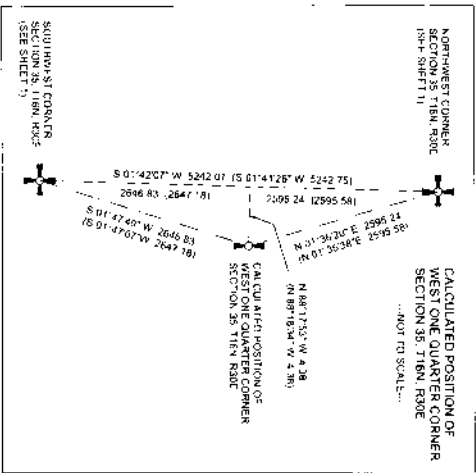 CALCULATED POSITION OF
WEST ONE QUARTER CORNER
SECTION 35, T16N, R30E
---NOT TO SCALE---
NORTHWEST CORNER
SECTION 35, T16N, R30E
(SEE SHEET 1)
S 01°42'07" W 5242.07 (S 01°41'26" W 5242.75)
2646.83 (2647.18)
2595.24 (2595.58)
N 01°36'20" E 2595.24
(N 01°35'38" E 2595.58)
N 88°17'53" W 4.38
(N 88°18'34" W 4.38)
S 01°47'49" W 2646.83
(S 01°47'07" W 2647.18)
CALCULATED POSITION OF
WEST ONE QUARTER CORNER
SECTION 35, T16N, R30E
SOUTHWEST CORNER
SECTION 35, T16N, R30E
(SEE SHEET 1)